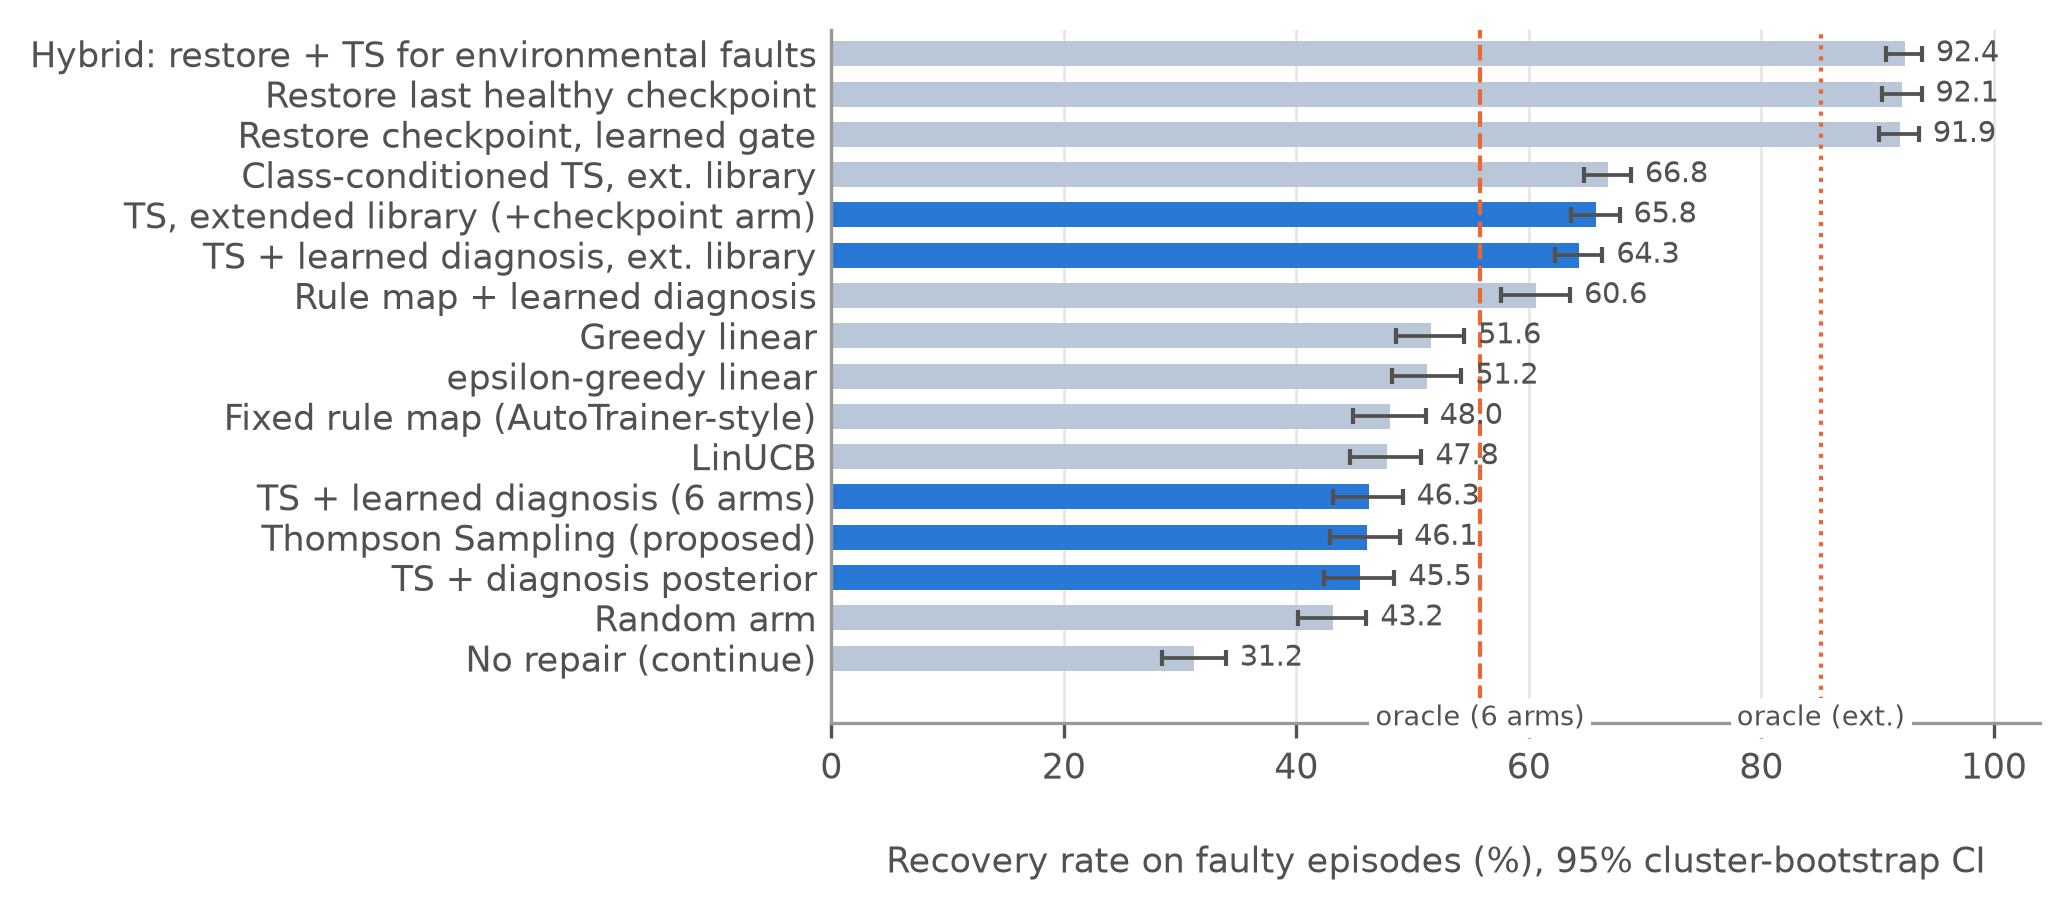 Hybrid: restore + TS for environmental faults 92.4
Restore last healthy checkpoint 92.1
Restore checkpoint, learned gate 91.9
Class-conditioned TS, ext. library 66.8
TS, extended library (+checkpoint arm) 65.8
TS + learned diagnosis, ext. library 64.3
Rule map + learned diagnosis 60.6
Greedy linear 51.6
epsilon-greedy linear 51.2
Fixed rule map (AutoTrainer-style) 48.0
LinUCB 47.8
TS + learned diagnosis (6 arms) 46.3
Thompson Sampling (proposed) 46.1
TS + diagnosis posterior 45.5
Random arm 43.2
No repair (continue) 31.2
oracle (6 arms) oracle (ext.)
0 20 40 60 80 100
Recovery rate on faulty episodes (%), 95% cluster-bootstrap CI